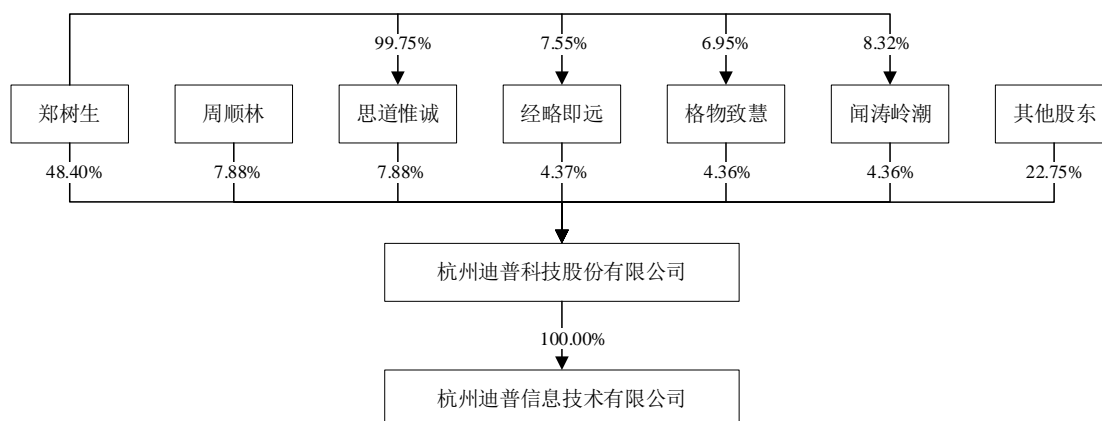 99.75%
7.55%
6.95%
8.32%
郑树生
周顺林
思道惟诚
经略即远
格物致慧
闻涛岭潮
其他股东
48.40%
7.88%
7.88%
4.37%
4.36%
4.36%
22.75%
杭州迪普科技股份有限公司
100.00%
杭州迪普信息技术有限公司